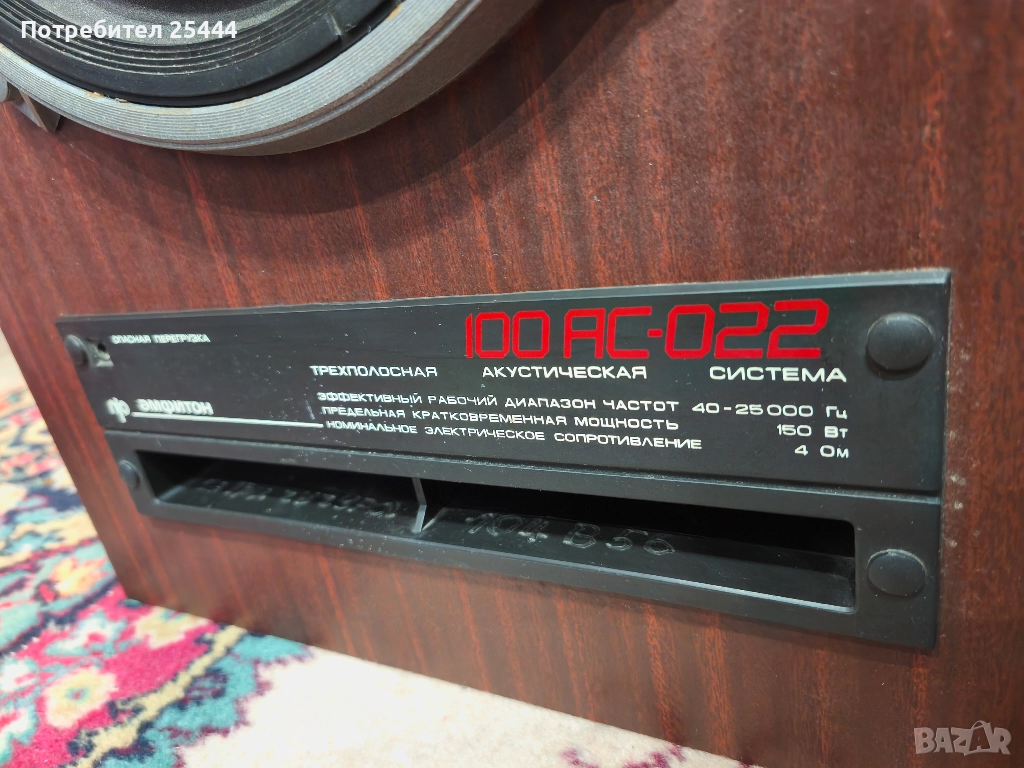 Потребител 25444
100 АС-022
ОПАСНАЯ ПЕРЕГРУЗКА
ТРЕХПОЛОСНАЯ АКУСТИЧЕСКАЯ СИСТЕМА
ЭМФИТОН
ЭФФЕКТИВНЫЙ РАБОЧИЙ ДИАПАЗОН ЧАСТОТ 40-25000 Гц
ПРЕДЕЛЬНАЯ КРАТКОВРЕМЕННАЯ МОЩНОСТЬ 150 Вт
НОМИНАЛЬНОЕ ЭЛЕКТРИЧЕСКОЕ СОПРОТИВЛЕНИЕ 4 Ом
BAZAR